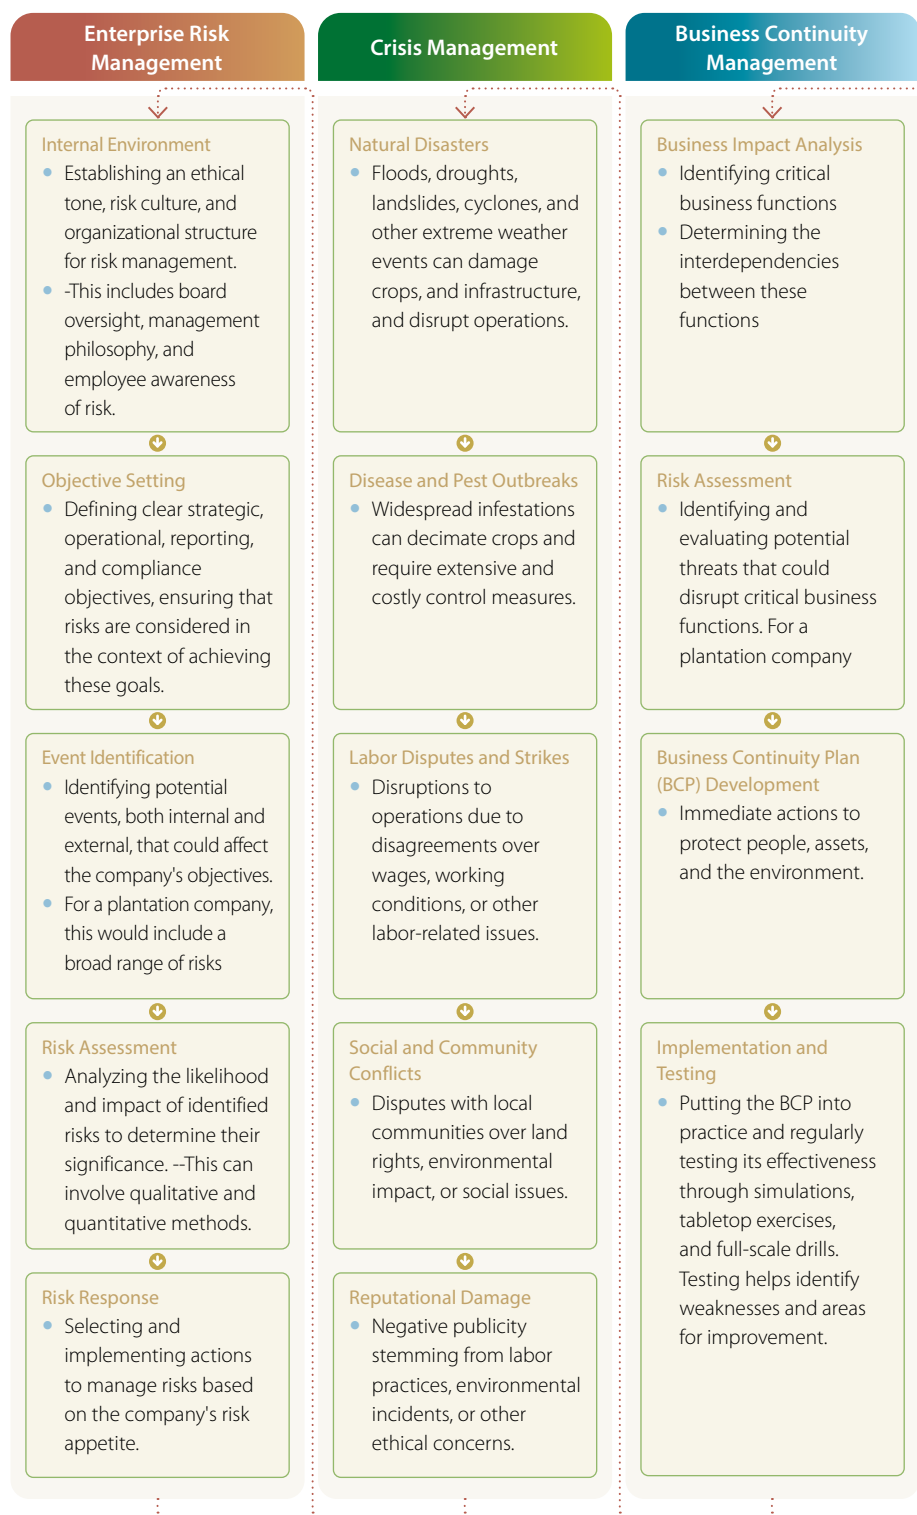 Enterprise Risk
Management
Internal Environment
Establishing an ethical
tone, risk culture, and
organizational structure
for risk management.
-This includes board
oversight, management
philosophy, and
employee awareness
of risk.
Objective Setting
Defining clear strategic,
operational, reporting,
and compliance
objectives, ensuring that
risks are considered in
the context of achieving
these goals.
Event Identification
Identifying potential
events, both internal and
external, that could affect
the company's objectives.
For a plantation company,
this would include a
broad range of risks
Risk Assessment
Analyzing the likelihood
and impact of identified
risks to determine their
significance. --This can
involve qualitative and
quantitative methods.
Risk Response
Selecting and
implementing actions
to manage risks based
on the company's risk
appetite.
Crisis Management
Natural Disasters
Floods, droughts,
landslides, cyclones, and
other extreme weather
events can damage
crops, and infrastructure,
and disrupt operations.
Disease and Pest Outbreaks
Widespread infestations
can decimate crops and
require extensive and
costly control measures.
Labor Disputes and Strikes
Disruptions to
operations due to
disagreements over
wages, working
conditions, or other
labor-related issues.
Social and Community
Conflicts
Disputes with local
communities over land
rights, environmental
impact, or social issues.
Reputational Damage
Negative publicity
stemming from labor
practices, environmental
incidents, or other
ethical concerns.
Business Continuity
Management
Business Impact Analysis
Identifying critical
business functions
Determining the
interdependencies
between these
functions
Risk Assessment
Identifying and
evaluating potential
threats that could
disrupt critical business
functions. For a
plantation company
Business Continuity Plan
(BCP) Development
Immediate actions to
protect people, assets,
and the environment.
Implementation and
Testing
Putting the BCP into
practice and regularly
testing its effectiveness
through simulations,
tabletop exercises,
and full-scale drills.
Testing helps identify
weaknesses and areas
for improvement.